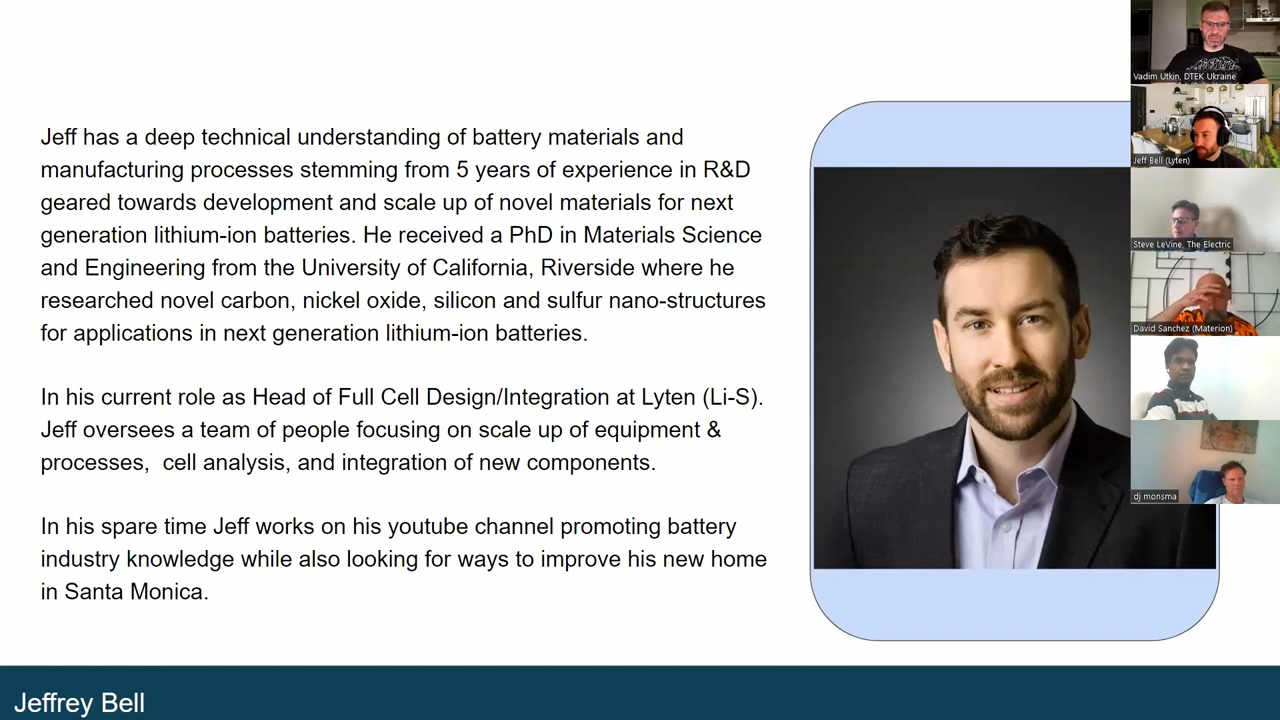 Jeff has a deep technical understanding of battery materials and
manufacturing processes stemming from 5 years of experience in R&D
geared towards development and scale up of novel materials for next
generation lithium-ion batteries. He received a PhD in Materials Science
and Engineering from the University of California, Riverside where he
researched novel carbon, nickel oxide, silicon and sulfur nano-structures
for applications in next generation lithium-ion batteries.
In his current role as Head of Full Cell Design/Integration at Lyten (Li-S).
Jeff oversees a team of people focusing on scale up of equipment &
processes,  cell analysis, and integration of new components.
In his spare time Jeff works on his youtube channel promoting battery
industry knowledge while also looking for ways to improve his new home
in Santa Monica.
Jeffrey Bell
Vadim Utkin, DTEK Ukraine
Jeff Bell (Lyten)
Steve LeVine, The Electric
David Sanchez (Materion)
dj monsma